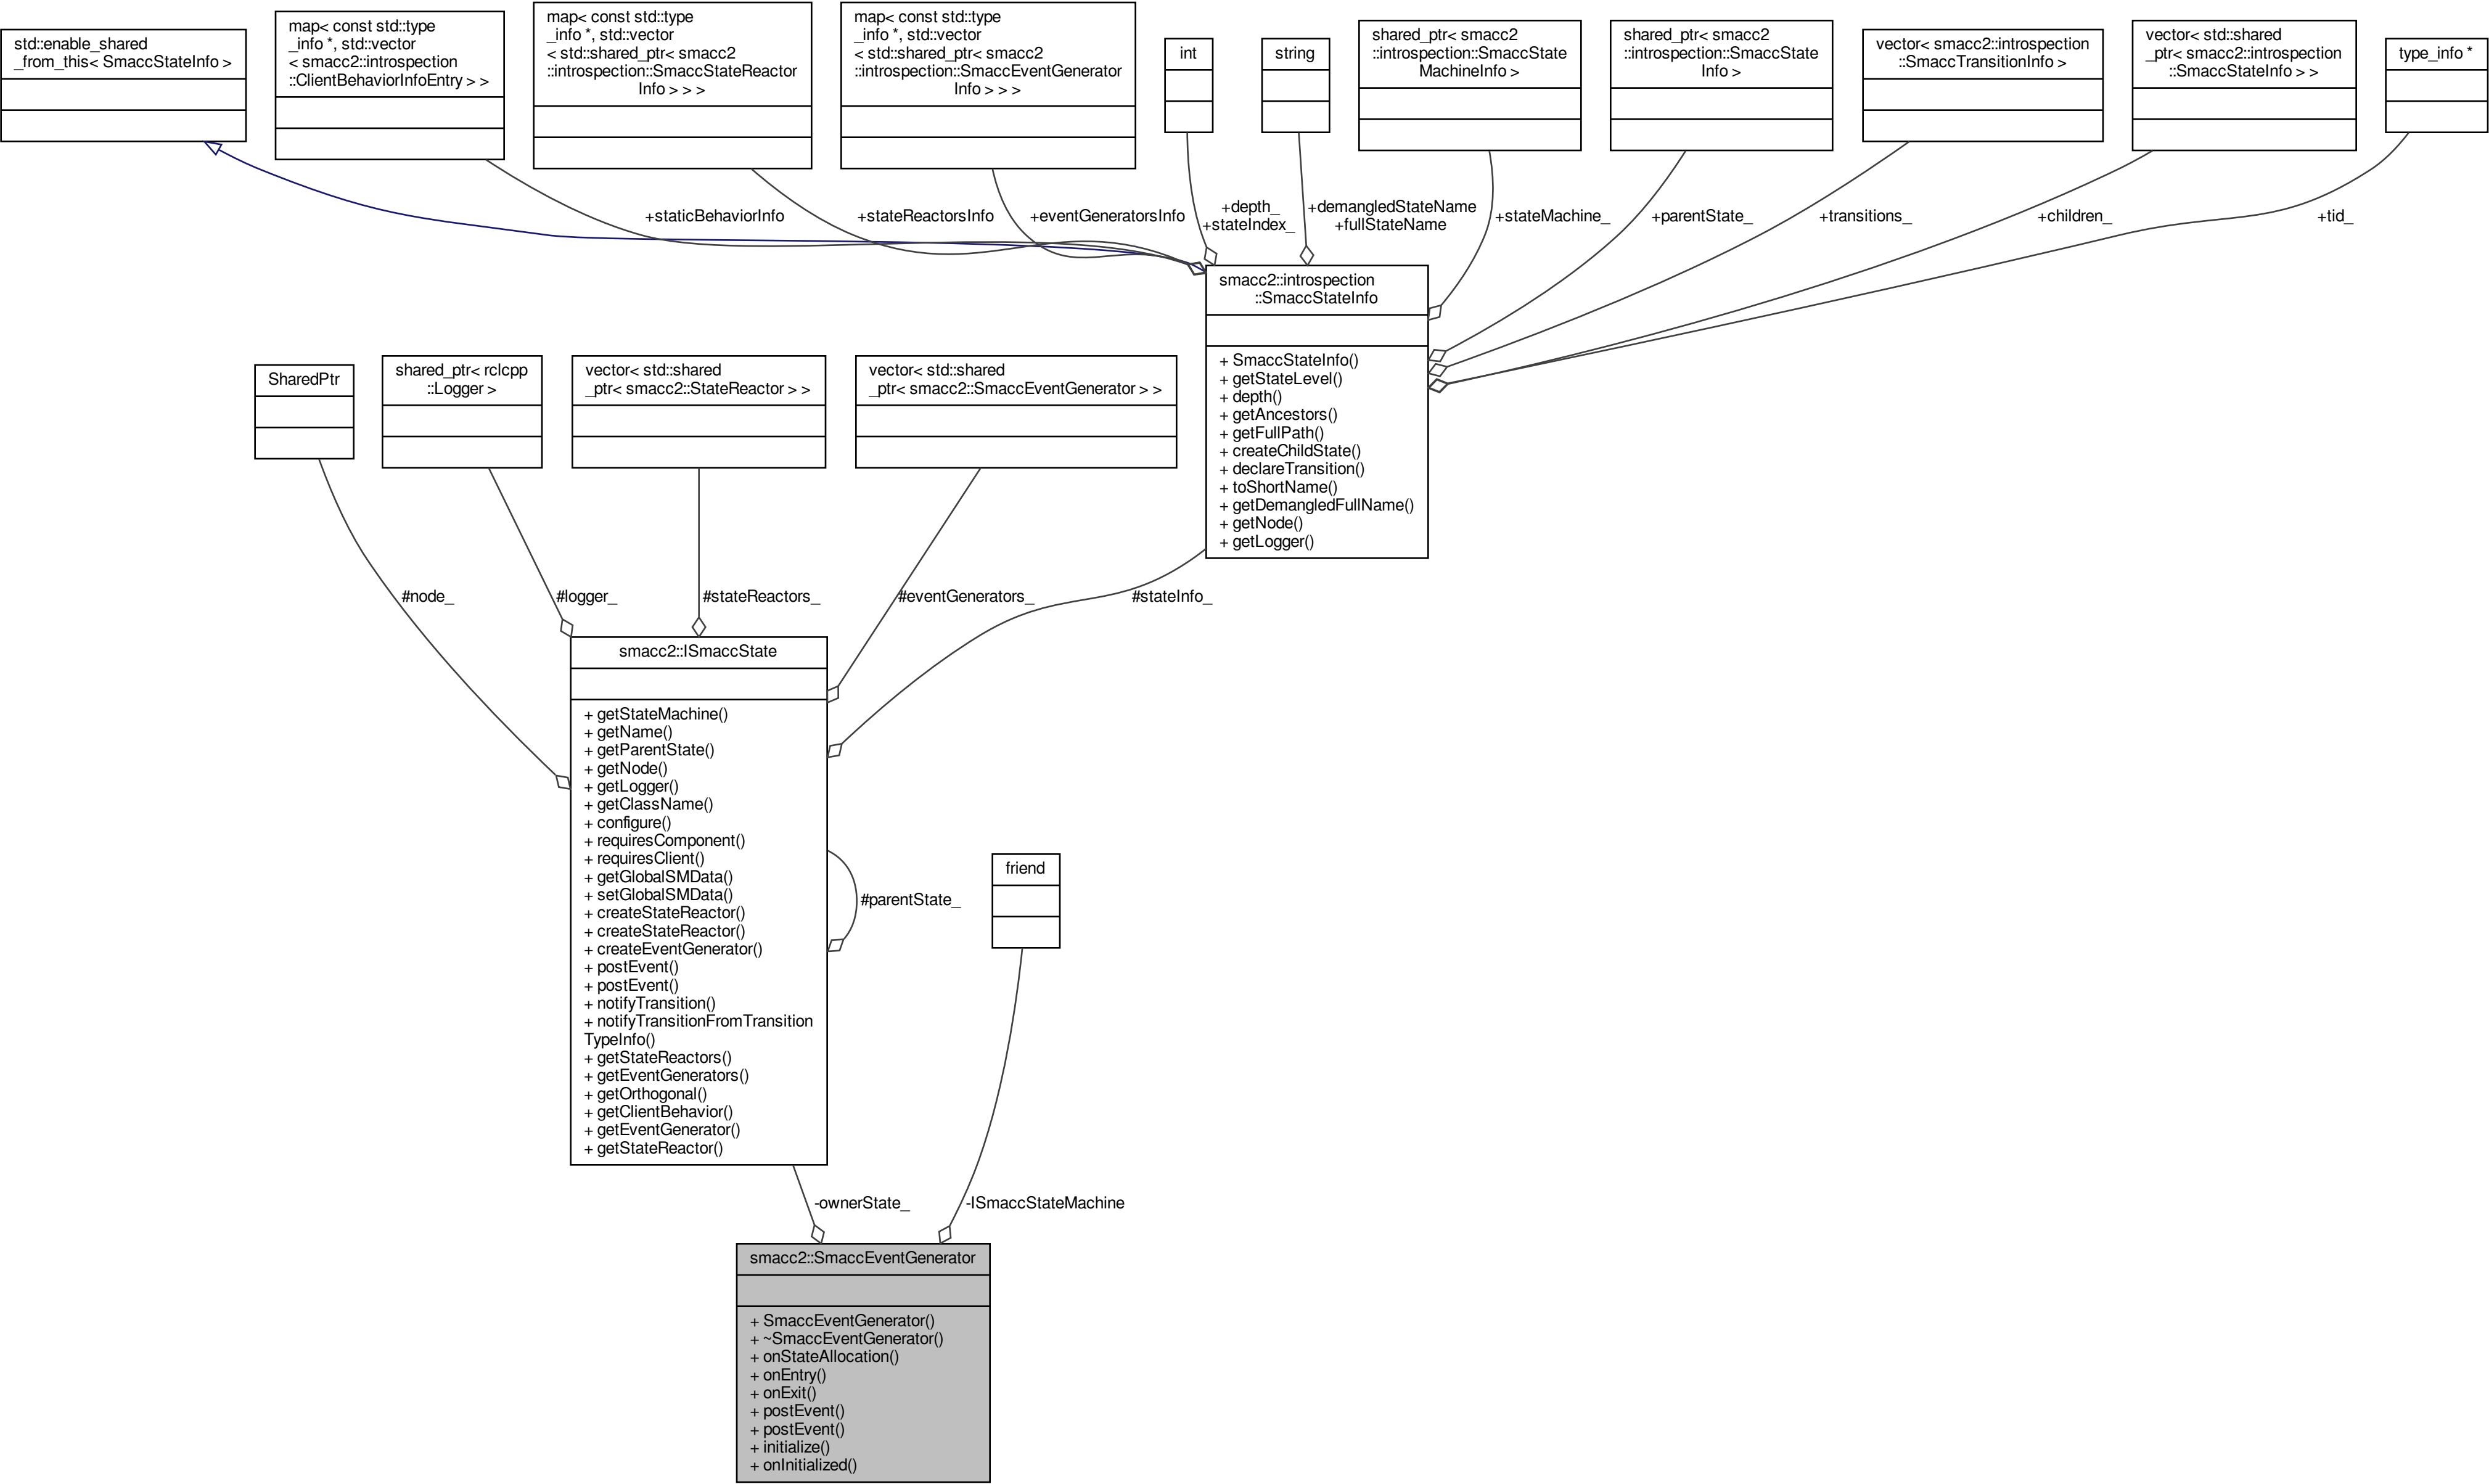 std::enable_shared
_from_this< SmaccStateInfo >
map< const std::type
_info *, std::vector
< smacc2::introspection
::ClientBehaviorInfoEntry > >
map< const std::type
_info *, std::vector
< std::shared_ptr< smacc2
::introspection::SmaccStateReactor
Info > > >
map< const std::type
_info *, std::vector
< std::shared_ptr< smacc2
::introspection::SmaccEventGenerator
Info > > >
int
string
shared_ptr< smacc2
::introspection::SmaccState
MachineInfo >
shared_ptr< smacc2
::introspection::SmaccState
Info >
vector< smacc2::introspection
::SmaccTransitionInfo >
vector< std::shared
_ptr< smacc2::introspection
::SmaccStateInfo > >
type_info *
+staticBehaviorInfo
+stateReactorsInfo
+eventGeneratorsInfo
+depth_
+stateIndex_
+demangledStateName
+fullStateName
+stateMachine_
+parentState_
+transitions_
+children_
+tid_
smacc2::introspection
::SmaccStateInfo
+ SmaccStateInfo()
+ getStateLevel()
+ depth()
+ getAncestors()
+ getFullPath()
+ createChildState()
+ declareTransition()
+ toShortName()
+ getDemangledFullName()
+ getNode()
+ getLogger()
SharedPtr
shared_ptr< rclcpp
::Logger >
vector< std::shared
_ptr< smacc2::StateReactor > >
vector< std::shared
_ptr< smacc2::SmaccEventGenerator > >
#node_
#logger_
#stateReactors_
#eventGenerators_
#stateInfo_
smacc2::ISmaccState
+ getStateMachine()
+ getName()
+ getParentState()
+ getNode()
+ getLogger()
+ getClassName()
+ configure()
+ requiresComponent()
+ requiresClient()
+ getGlobalSMData()
+ setGlobalSMData()
+ createStateReactor()
+ createStateReactor()
+ createEventGenerator()
+ postEvent()
+ postEvent()
+ notifyTransition()
+ notifyTransitionFromTransition
TypeInfo()
+ getStateReactors()
+ getEventGenerators()
+ getOrthogonal()
+ getClientBehavior()
+ getEventGenerator()
+ getStateReactor()
#parentState_
friend
-ownerState_
-ISmaccStateMachine
smacc2::SmaccEventGenerator
+ SmaccEventGenerator()
+ ~SmaccEventGenerator()
+ onStateAllocation()
+ onEntry()
+ onExit()
+ postEvent()
+ postEvent()
+ initialize()
+ onInitialized()